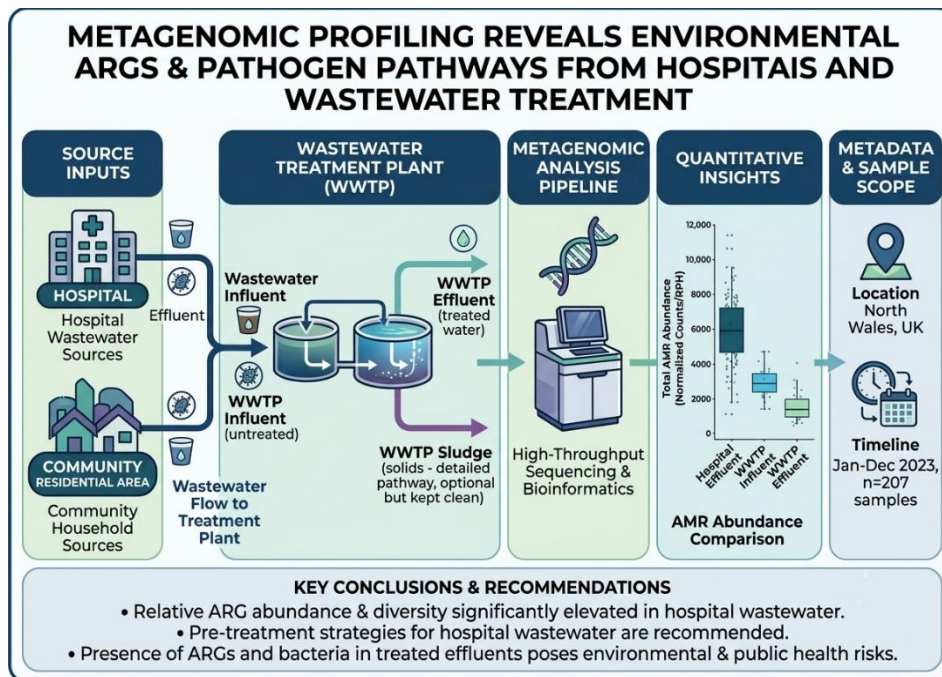 METAGENOMIC PROFILING REVEALS ENVIRONMENTAL
ARGS & PATHOGEN PATHWAYS FROM HOSPITAIS AND
WASTEWATER TREATMENT
SOURCE
INPUTS
HOSPITAL
Hospital
Wastewater
Sources
Effluent
COMMUNITY
RESIDENTIAL AREA
Community
Household
Sources
Wastewater
Flow to
Treatment
Plant
WASTEWATER
TREATMENT PLANT
(WWTP)
Wastewater
Influent
WWTP
Influent
(untreated)
WWTP
Effluent
(treated
water)
WWTP Sludge
(solids - detailed
pathway, optional
but kept clean)
METAGENOMIC
ANALYSIS
PIPELINE
High-Throughput
Sequencing &
Bioinformatics
QUANTITATIVE
INSIGHTS
Total AMR Abundance
(Normalized Counts/RPH)
12,000
10,000
8000
6000
4000
2000
0
Hospital
Effluent
WWTP
Influent
WWTP
Effluent
AMR Abundance
Comparison
METADATA
& SAMPLE
SCOPE
Location
North
Wales, UK
Timeline
Jan-Dec 2023,
n=207
samples
KEY CONCLUSIONS & RECOMMENDATIONS
• Relative ARG abundance & diversity significantly elevated in hospital wastewater.
• Pre-treatment strategies for hospital wastewater are recommended.
• Presence of ARGs and bacteria in treated effluents poses environmental & public health risks.